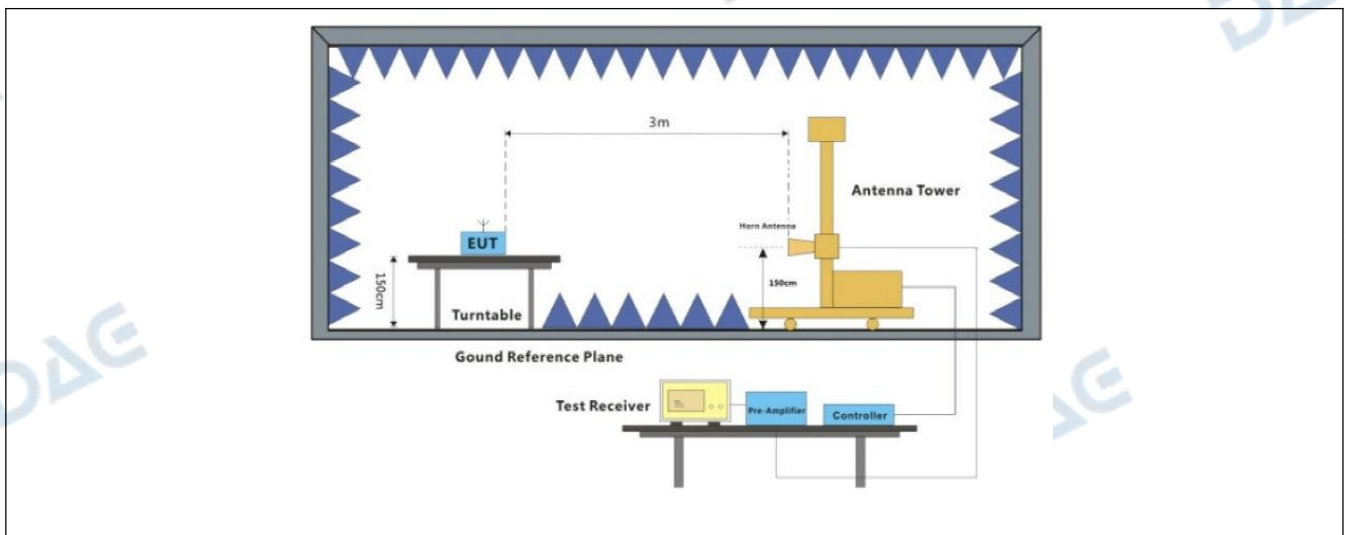 DAE
3m
Antenna Tower
Horn Antenna
EUT
150cm
150cm
Turntable
Gound Reference Plane
Test Receiver
Pre-Amplifier
Controller
DAE
DAE